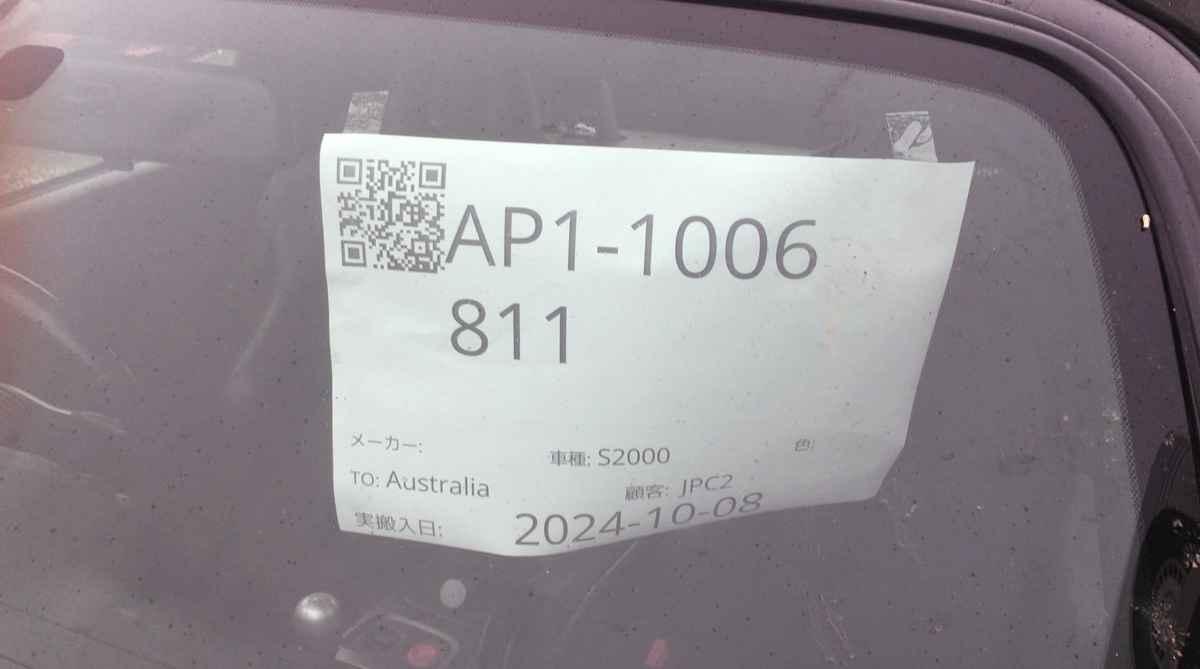 AP1-1006
811
メーカー: 車種: S2000 色:
TO: Australia 顧客: JPC2
実搬入日: 2024-10-08